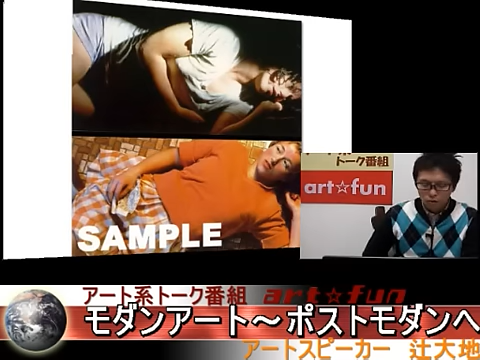 SAMPLE
トーク番組
art☆fun
アート系トーク番組 art☆fun
モダンアート～ポストモダンへ
アートスピーカー 辻大地